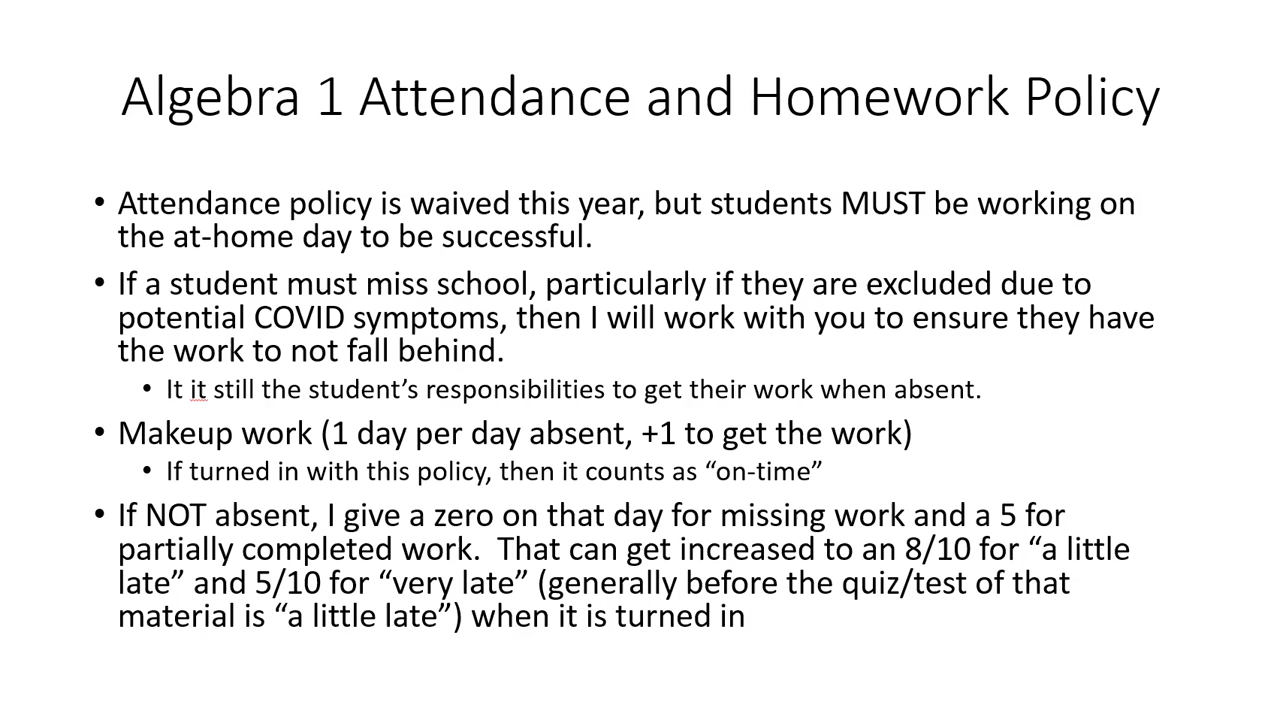 Algebra 1 Attendance and Homework Policy
• Attendance policy is waived this year, but students MUST be working on
the at-home day to be successful.
• If a student must miss school, particularly if they are excluded due to
potential COVID symptoms, then I will work with you to ensure they have
the work to not fall behind.
• It it still the student’s responsibilities to get their work when absent.
• Makeup work (1 day per day absent, +1 to get the work)
• If turned in with this policy, then it counts as “on-time”
• If NOT absent, I give a zero on that day for missing work and a 5 for
partially completed work.  That can get increased to an 8/10 for “a little
late” and 5/10 for “very late” (generally before the quiz/test of that
material is “a little late”) when it is turned in